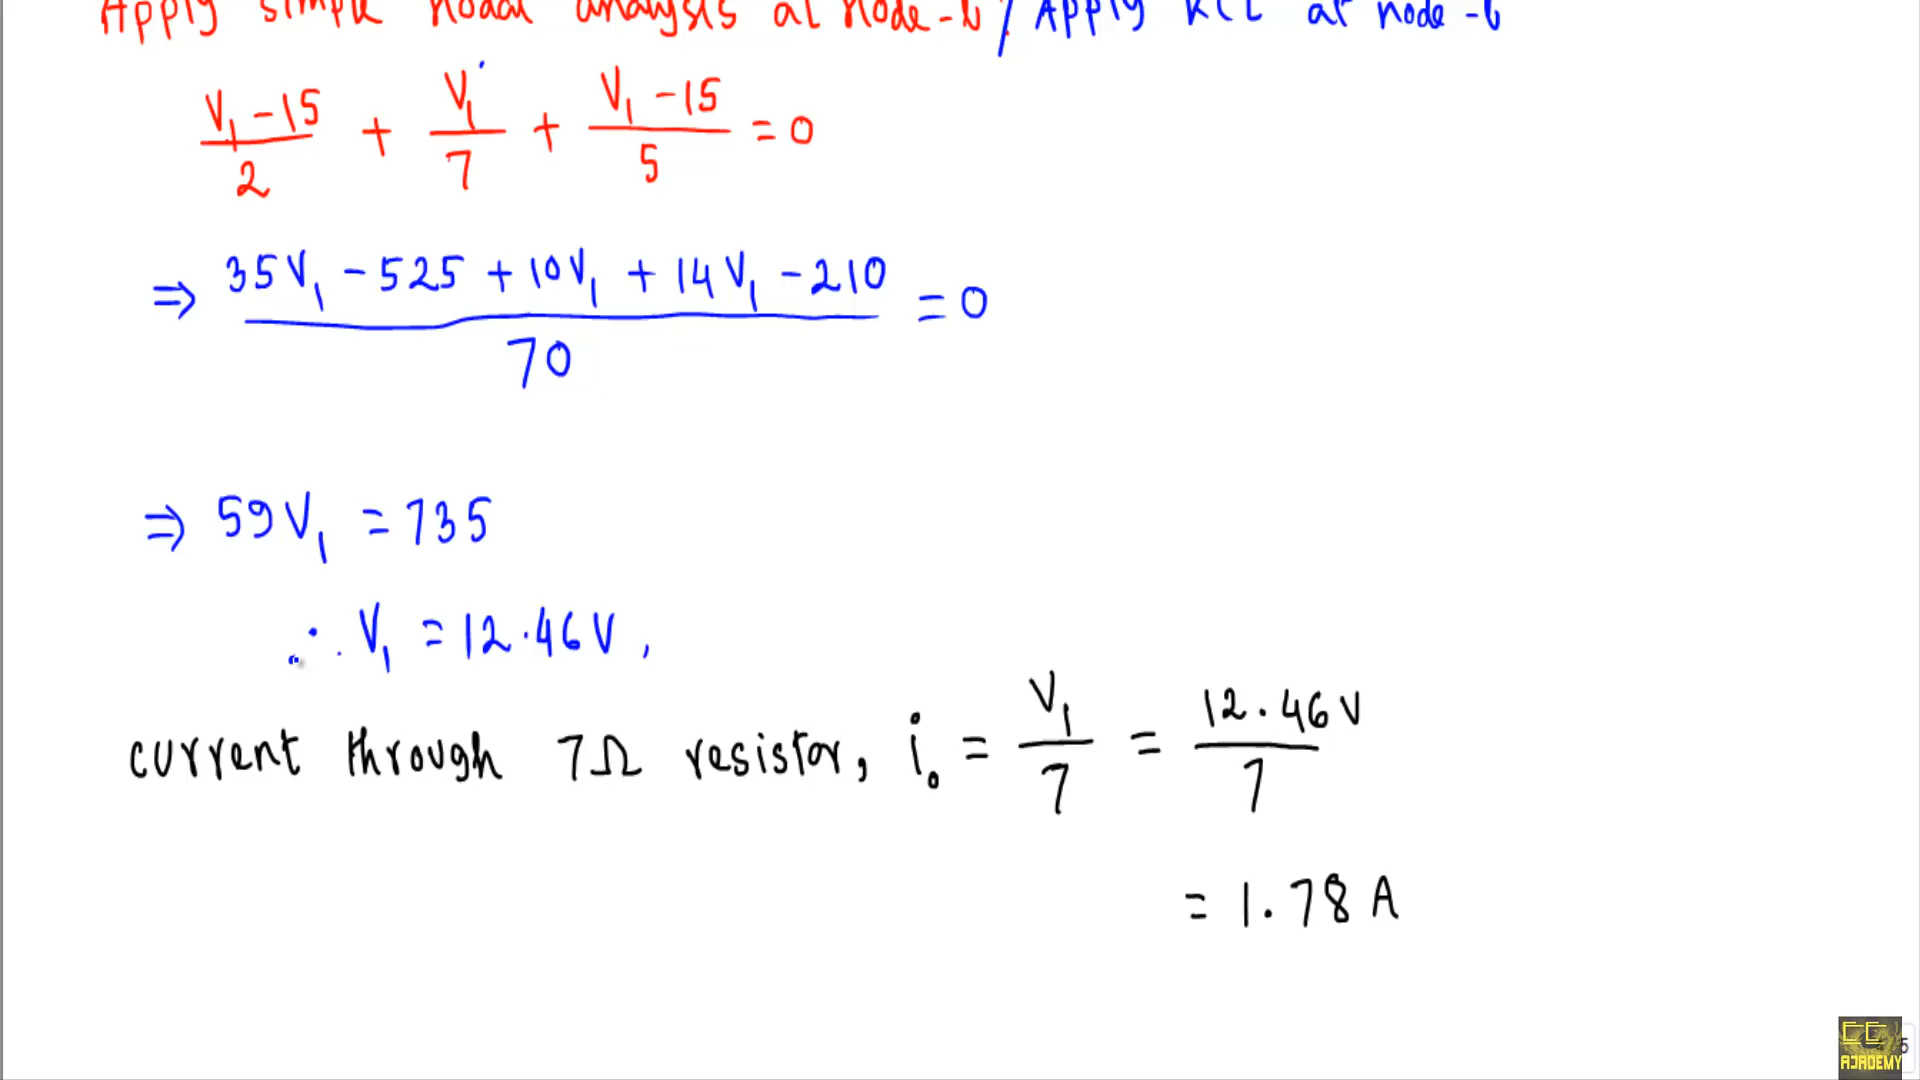 Apply simple nodal analysis at node-b / Apply KCL at node-b
V₁ - 15 / 2 + V₁ / 7 + V₁ - 15 / 5 = 0
⇒ 35V₁ - 525 + 10V₁ + 14V₁ - 210 / 70 = 0
⇒ 59V₁ = 735
∴ V₁ = 12.46V,
current through 7Ω resistor, i₀ = V₁ / 7 = 12.46V / 7
= 1.78 A
EE
AJADEMY